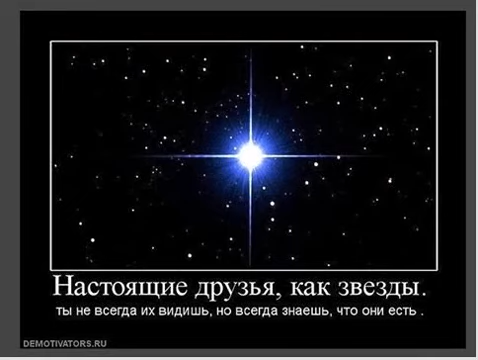 Настоящие друзья, как звезды.
ты не всегда их видишь, но всегда знаешь, что они есть .
DEMOTIVATORS.RU